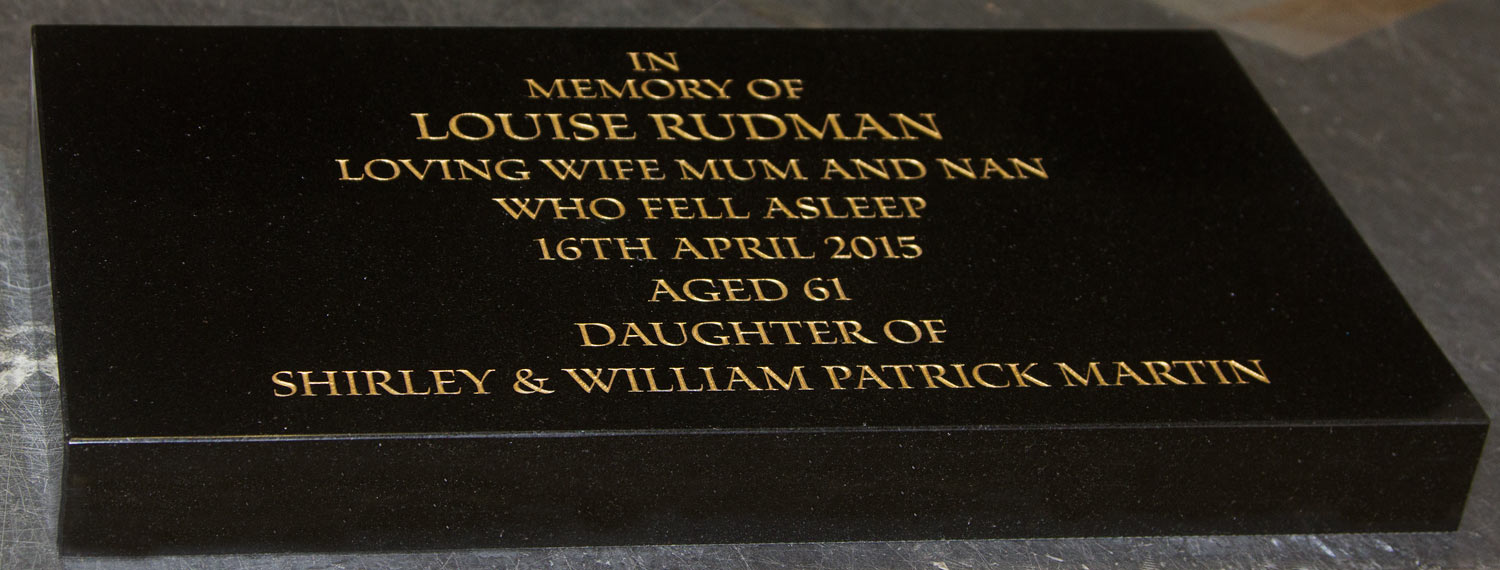 IN
MEMORY OF
LOUISE RUDMAN
LOVING WIFE MUM AND NAN
WHO FELL ASLEEP
16TH APRIL 2015
AGED 61
DAUGHTER OF
SHIRLEY & WILLIAM PATRICK MARTIN